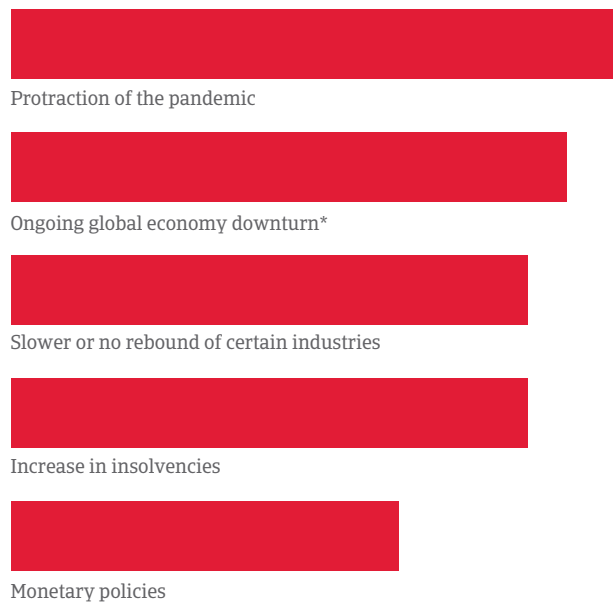 Protraction of the pandemic
Ongoing global economy downturn*
Slower or no rebound of certain industries
Increase in insolvencies
Monetary policies